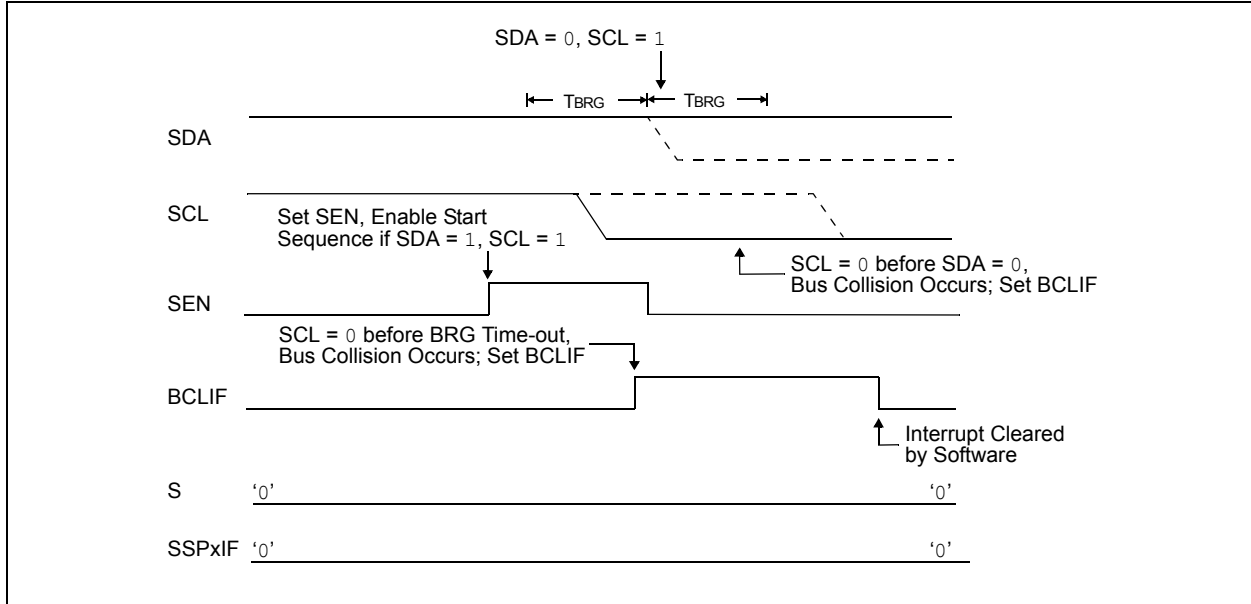 SDA = 0, SCL = 1
TBRG TBRG
SDA
SCL
Set SEN, Enable Start
Sequence if SDA = 1, SCL = 1
SCL = 0 before SDA = 0,
Bus Collision Occurs; Set BCLIF
SEN
SCL = 0 before BRG Time-out,
Bus Collision Occurs; Set BCLIF
BCLIF
Interrupt Cleared
by Software
S ‘0’ ‘0’
SSPxIF ‘0’ ‘0’